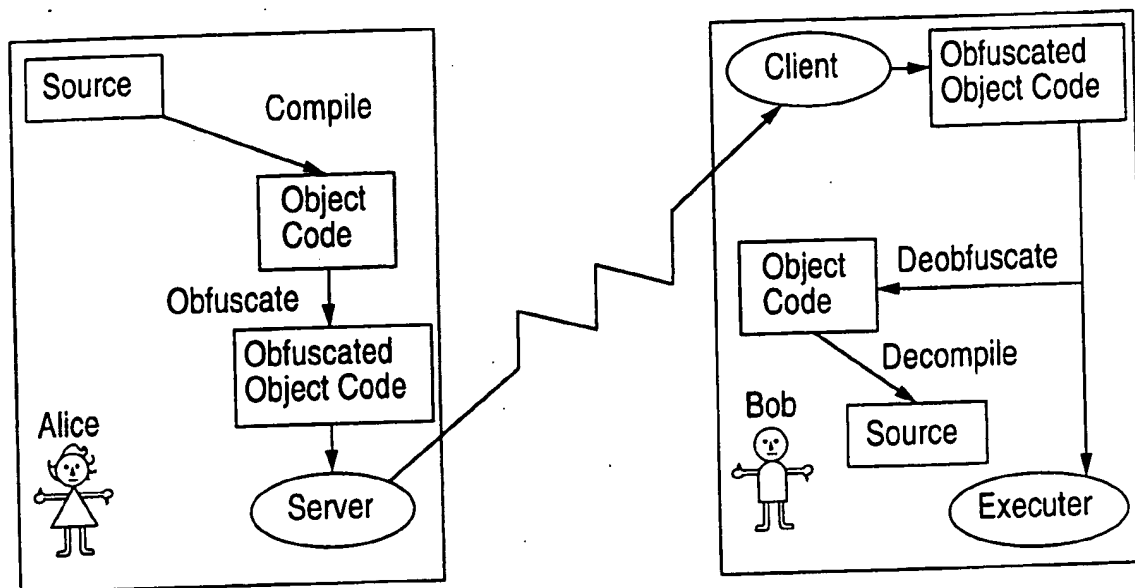 Source
Compile
Object
Code
Obfuscate
Obfuscated
Object Code
Alice
Server
Client
Obfuscated
Object Code
Object
Code
Deobfuscate
Decompile
Bob
Source
Executer